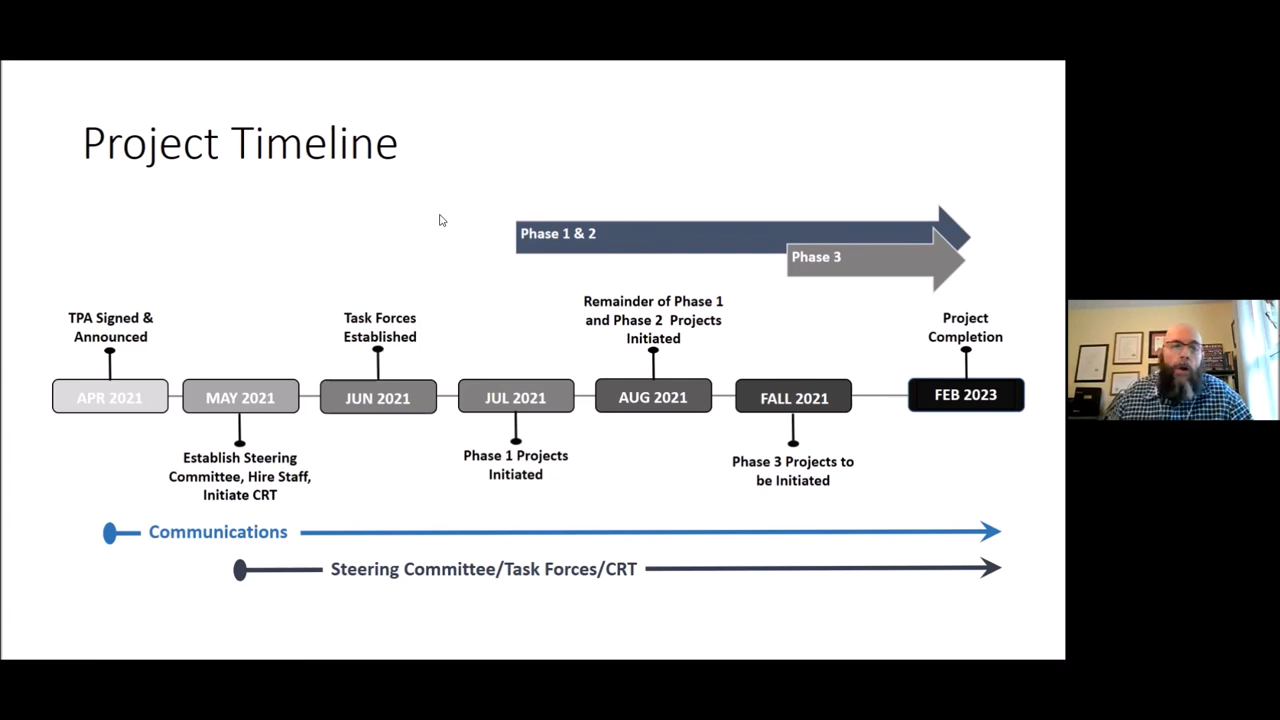 Project Timeline
Phase 1 & 2
Phase 3
TPA Signed &
Announced
Task Forces
Established
Remainder of Phase 1
and Phase 2 Projects
Initiated
Project
Completion
APR 2021
MAY 2021
JUN 2021
JUL 2021
AUG 2021
FALL 2021
FEB 2023
Establish Steering
Committee, Hire Staff,
Initiate CRT
Phase 1 Projects
Initiated
Phase 3 Projects to
be Initiated
Communications
Steering Committee/Task Forces/CRT